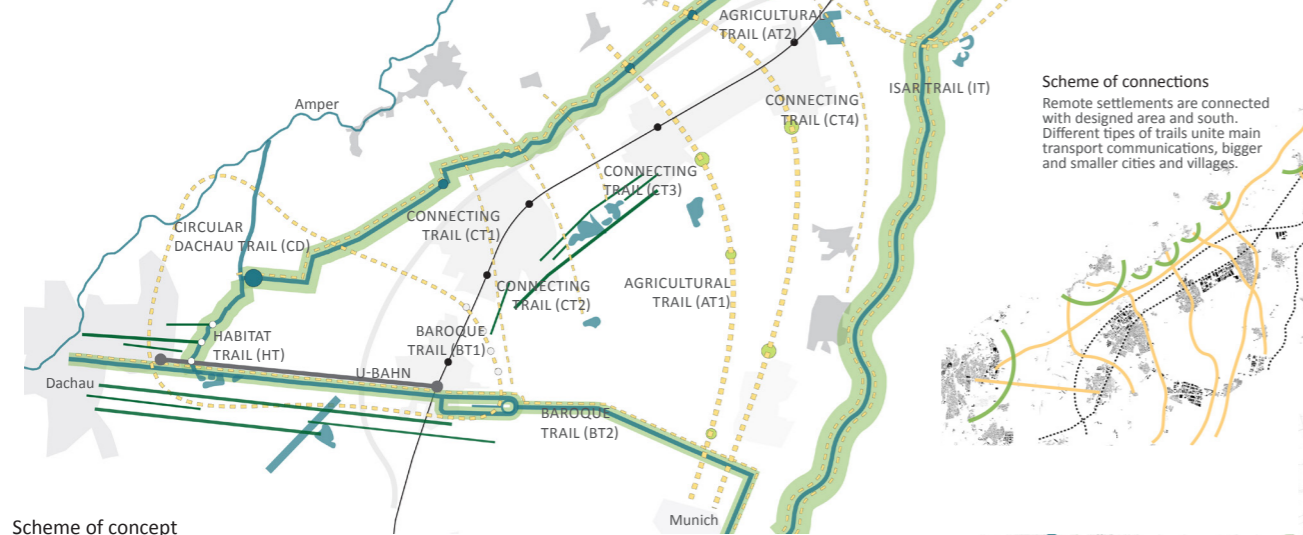 AGRICULTURAL
TRAIL (AT2)
Amper
CONNECTING
TRAIL (CT4)
ISAR TRAIL (IT)
Scheme of connections
Remote settlements are connected
with designed area and south.
Different tipes of trails unite main
transport communications, bigger
and smaller cities and villages.
CONNECTING
TRAIL (CT3)
CIRCULAR
DACHAU TRAIL (CD)
CONNECTING
TRAIL (CT1)
CONNECTING
TRAIL (CT2)
AGRICULTURAL
TRAIL (AT1)
HABITAT
TRAIL (HT)
BAROQUE
TRAIL (BT1)
U-BAHN
Dachau
BAROQUE
TRAIL (BT2)
Munich
Scheme of concept